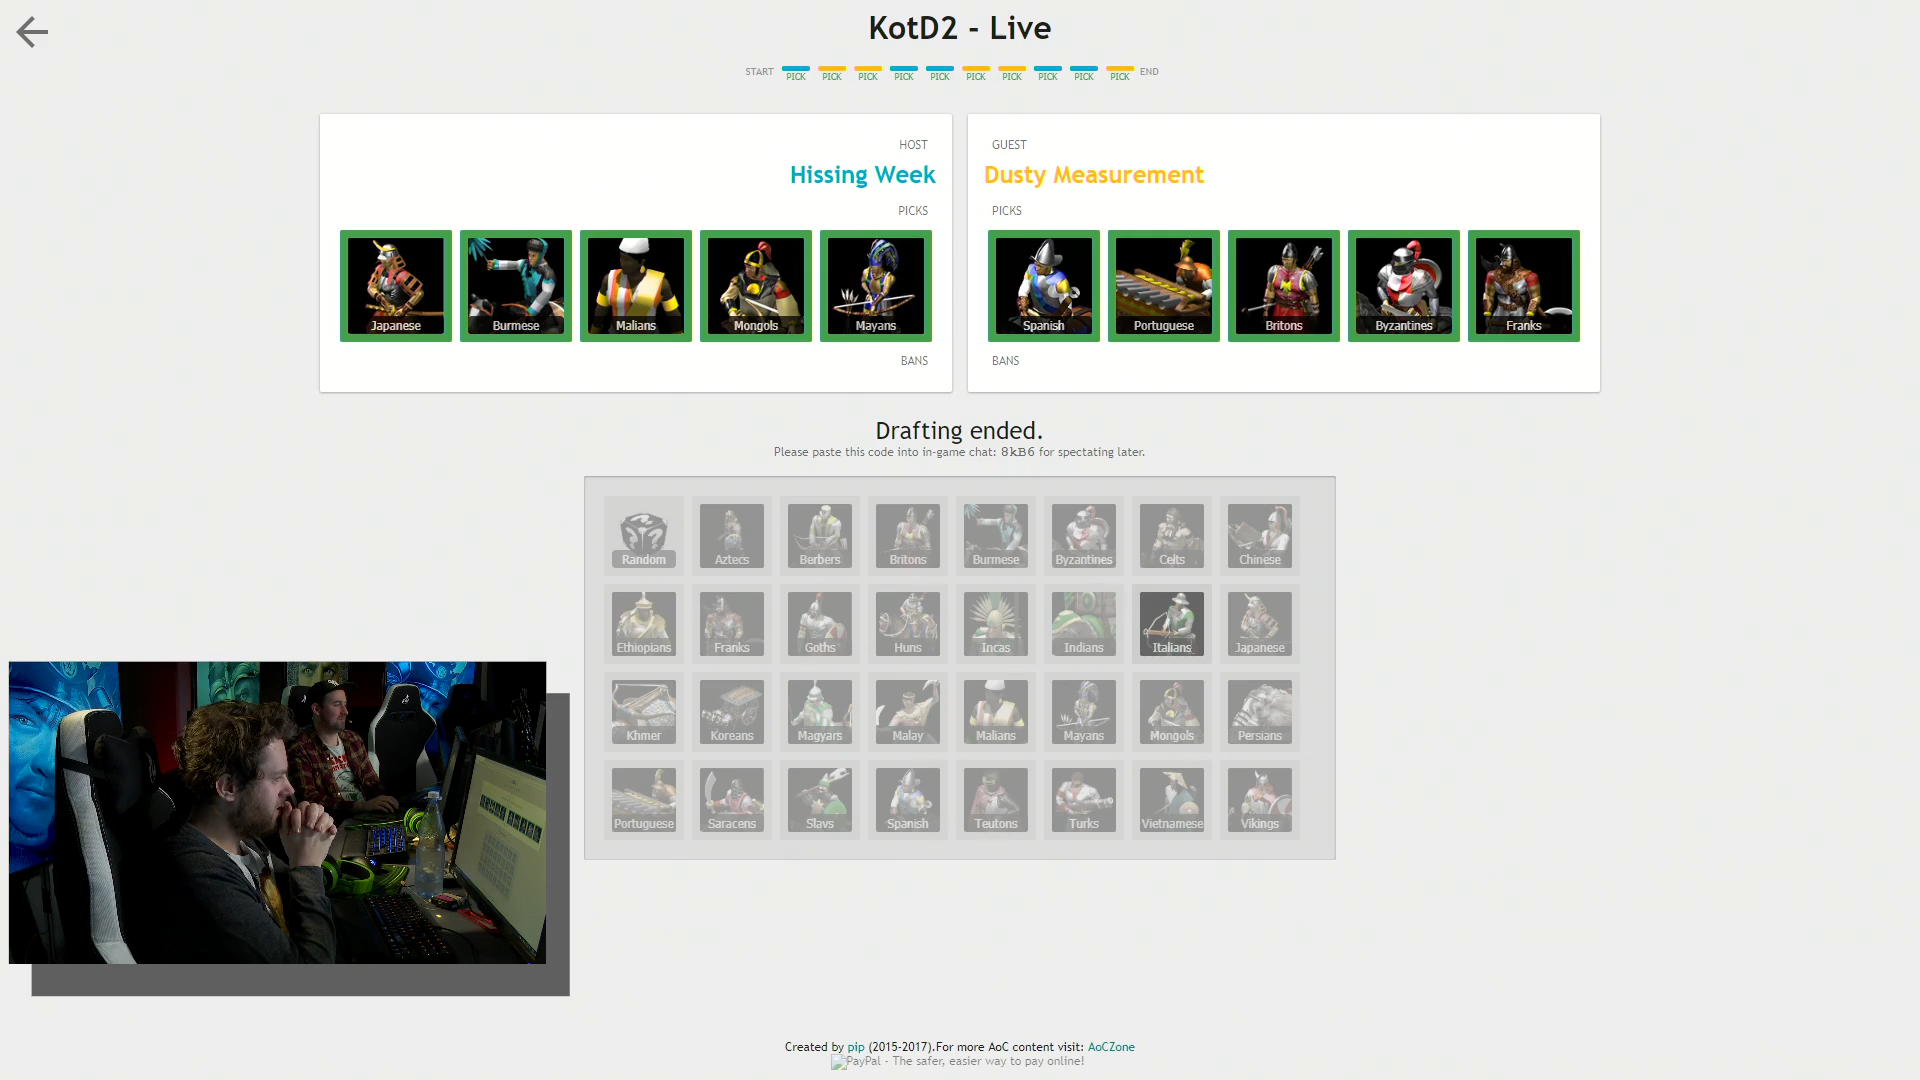 KotD2 - Live
START PICK PICK PICK PICK PICK PICK PICK PICK PICK PICK END
HOST
Hissing Week
PICKS
Japanese Burmese Malians Mongols Mayans
BANS
GUEST
Dusty Measurement
PICKS
Spanish Portuguese Britons Byzantines Franks
BANS
Drafting ended.
Please paste this code into in-game chat: 8kB6 for spectating later.
Random Aztecs Berbers Britons Burmese Byzantines Celts Chinese
Ethiopians Franks Goths Huns Incas Indians Italians Japanese
Khmer Koreans Magyars Malay Malians Mayans Mongols Persians
Portuguese Saracens Slavs Spanish Teutons Turks Vietnamese Vikings
Created by pip (2015-2017).For more AoC content visit: AoCZone
PayPal - The safer, easier way to pay online!